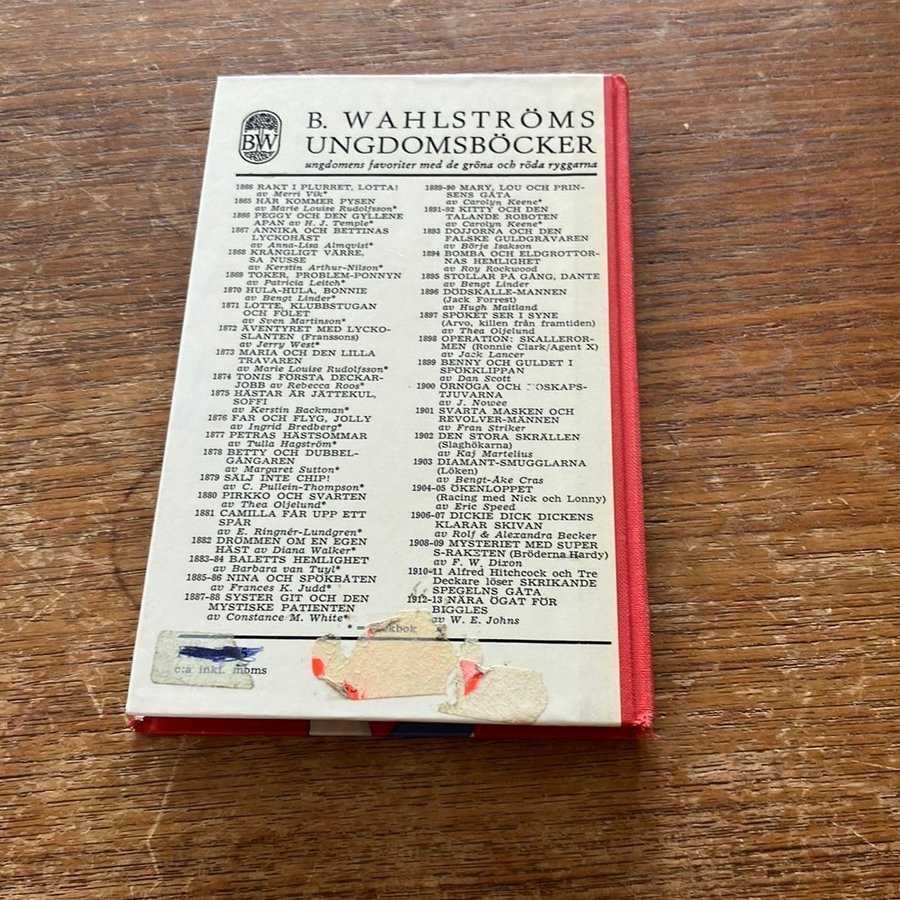 BW
B. WAHLSTRÖMS
UNGDOMSBÖCKER
ungdomens favoriter med de gröna och röda ryggarna
1866 RAKT I PLURRET, LOTTA!
av Merri Vik*
1865 HÄR KOMMER PYSEN
av Marie Louise Rudolfsson*
1866 PEGGY OCH DEN GYLLENE
APAN av H. J. Temple*
1867 ANNIKA OCH BETTINAS
LYCKOHÄST
av Anna-Lisa Almqvist*
1868 KRÅNGLIGT VÄRRE,
SA NUSSE
av Kerstin Arthur-Nilson*
1869 TOKER, PROBLEM-PONNYN
av Patricia Leitch*
1870 HULA-HULA, BONNIE
av Bengt Linder*
1871 LOTTE, KLUBBSTUGAN
OCH FÖLET
av Sven Martinson*
1872 ÄVENTYRET MED LYCKO-
SLANTEN (Franssons)
av Jerry West*
1873 MARIA OCH DEN LILLA
TRAVAREN
av Marie Louise Rudolfsson*
1874 TONIS FÖRSTA DECKAR-
JOBB av Rebecca Roos*
1875 HÄSTAR ÄR JÄTTEKUL,
SOFFI
av Kerstin Backman*
1876 FAR OCH FLYG, JOLLY
av Ingrid Bredberg*
1877 PETRAS HÄSTSOMMAR
av Tulla Hagström*
1878 BETTY OCH DUBBEL-
GÅNGAREN
av Margaret Sutton*
1879 SÄLJ INTE CHIP!
av C. Pullein-Thompson*
1880 PIRKKO OCH SVARTEN
av Thea Oljelund*
1881 CAMILLA FÅR UPP ETT
SPÅR
av E. Ringnér-Lundgren*
1882 DRÖMMEN OM EN EGEN
HÄST av Diana Walker*
1883-84 BALETTS HEMLIGHET
av Barbara van Tuyl*
1885-86 NINA OCH SPÖKBÅTEN
av Frances K. Judd*
1887-88 SYSTER GIT OCH DEN
MYSTISKE PATIENTEN
av Constance M. White*
1889-90 MARY, LOU OCH PRIN-
SENS GÅTA
av Carolyn Keene*
1891-92 KITTY OCH DEN
TALANDE ROBOTEN
av Carolyn Keene*
1893 DOJJORNA OCH DEN
FALSKE GULDGRÄVAREN
av Börje Isakson
1894 BOMBA OCH ELDGROTTOR-
NAS HEMLIGHET
av Roy Rockwood
1895 STOLLAR PÅ GÅNG, DANTE
av Bengt Linder
1896 DÖDSKALLE-MANNEN
(Jack Forrest)
av Hugh Maitland
1897 SPÖKET SER I SYNE
(Arvo, killen från framtiden)
av Thea Oljelund
1898 OPERATION: SKALLEROR-
MEN (Ronnie Clark/Agent X)
av Jack Lancer
1899 BENNY OCH GULDET I
SPÖKKLIPPAN
av Dan Scott
1900 ÖRNÖGA OCH BOSKAPS-
TJUVARNA
av J. Nowee
1901 SVARTA MASKEN OCH
REVOLVER-MÄNNEN
av Fran Striker
1902 DEN STORA SKRÄLLEN
(Slaghökarna)
av Kaj Martelius
1903 DIAMANT-SMUGGLARNA
(Löken)
av Bengt-Åke Cras
1904-05 ÖKENLOPPET
(Racing med Nick och Lonny)
av Eric Speed
1906-07 DICKIE DICK DICKENS
KLARAR SKIVAN
av Rolf & Alexandra Becker
1908-09 MYSTERIET MED SUPER
S-RAKETEN (Bröderna Hardy)
av F. W. Dixon
1910-11 Alfred Hitchcock och Tre
Deckare löser SKRIKANDE
SPEGELNS GÅTA
1912-13 NÄRA ÖGAT FÖR
BIGGLES
av W. E. Johns
* =
c:a inkl. moms